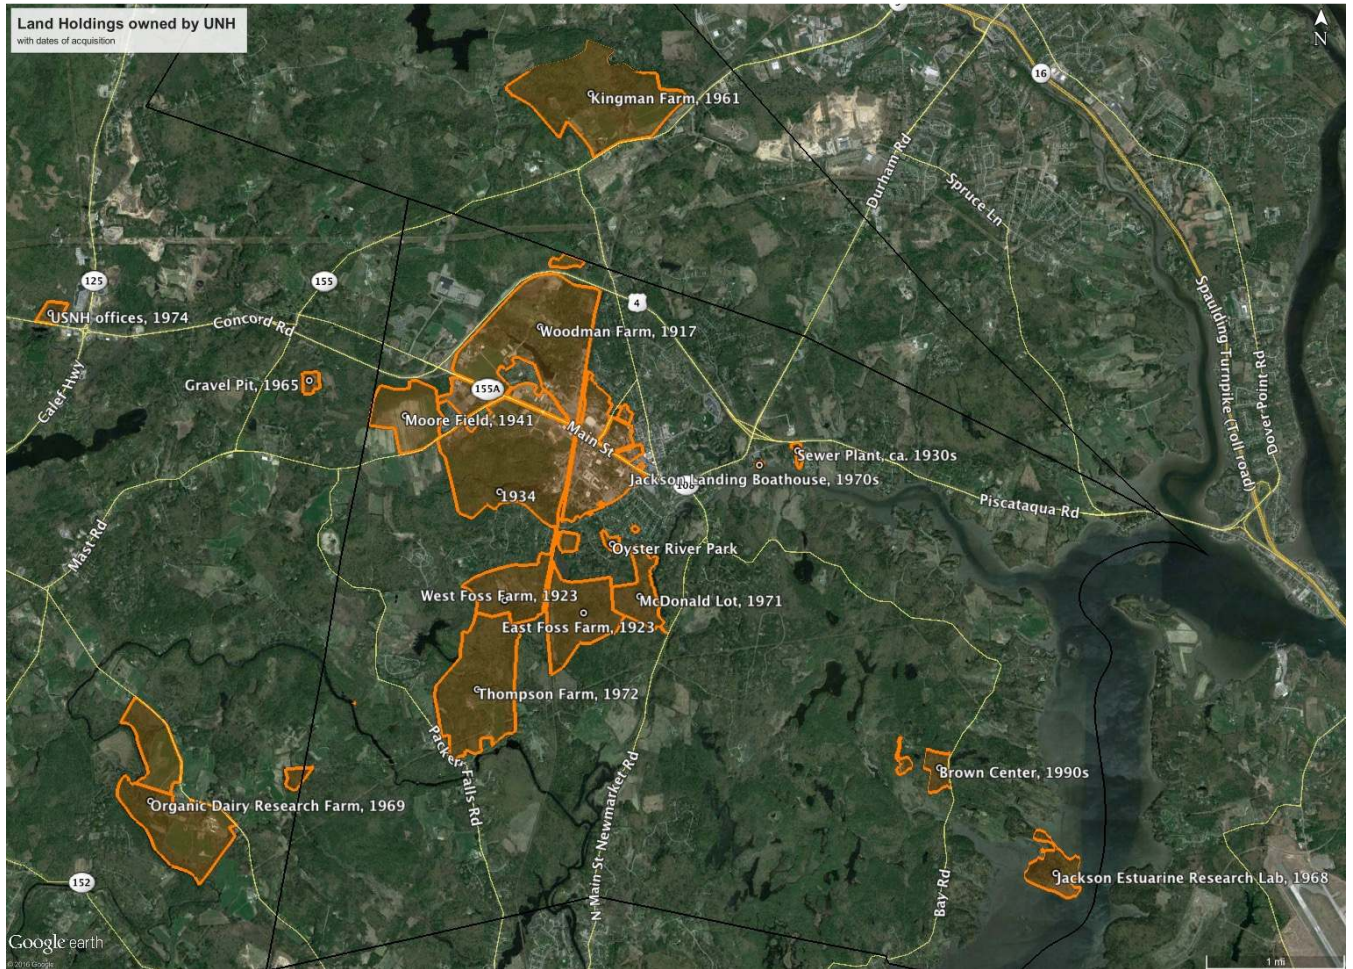 Land Holdings owned by UNH
with dates of acquisition
N
16
Kingman Farm, 1961
Durham Rd
Spruce Ln
125
155
4
USNH offices, 1974
Concord Rd
Woodman Farm, 1917
Spaulding Turnpike (Toll road)
Dover Point Rd
Calef Hwy
Gravel Pit, 1965
155A
Moore Field, 1941
Main St
Sewer Plant, ca. 1930s
Jackson Landing Boathouse, 1970s
108
1934
Piscataqua Rd
Mast Rd
Oyster River Park
West Foss Farm, 1923
McDonald Lot, 1971
East Foss Farm, 1923
Thompson Farm, 1972
Packers Falls Rd
N Main St
Newmarket Rd
Brown Center, 1990s
Organic Dairy Research Farm, 1969
152
Bay Rd
Jackson Estuarine Research Lab, 1968
Google earth
© 2016 Google
1 mi